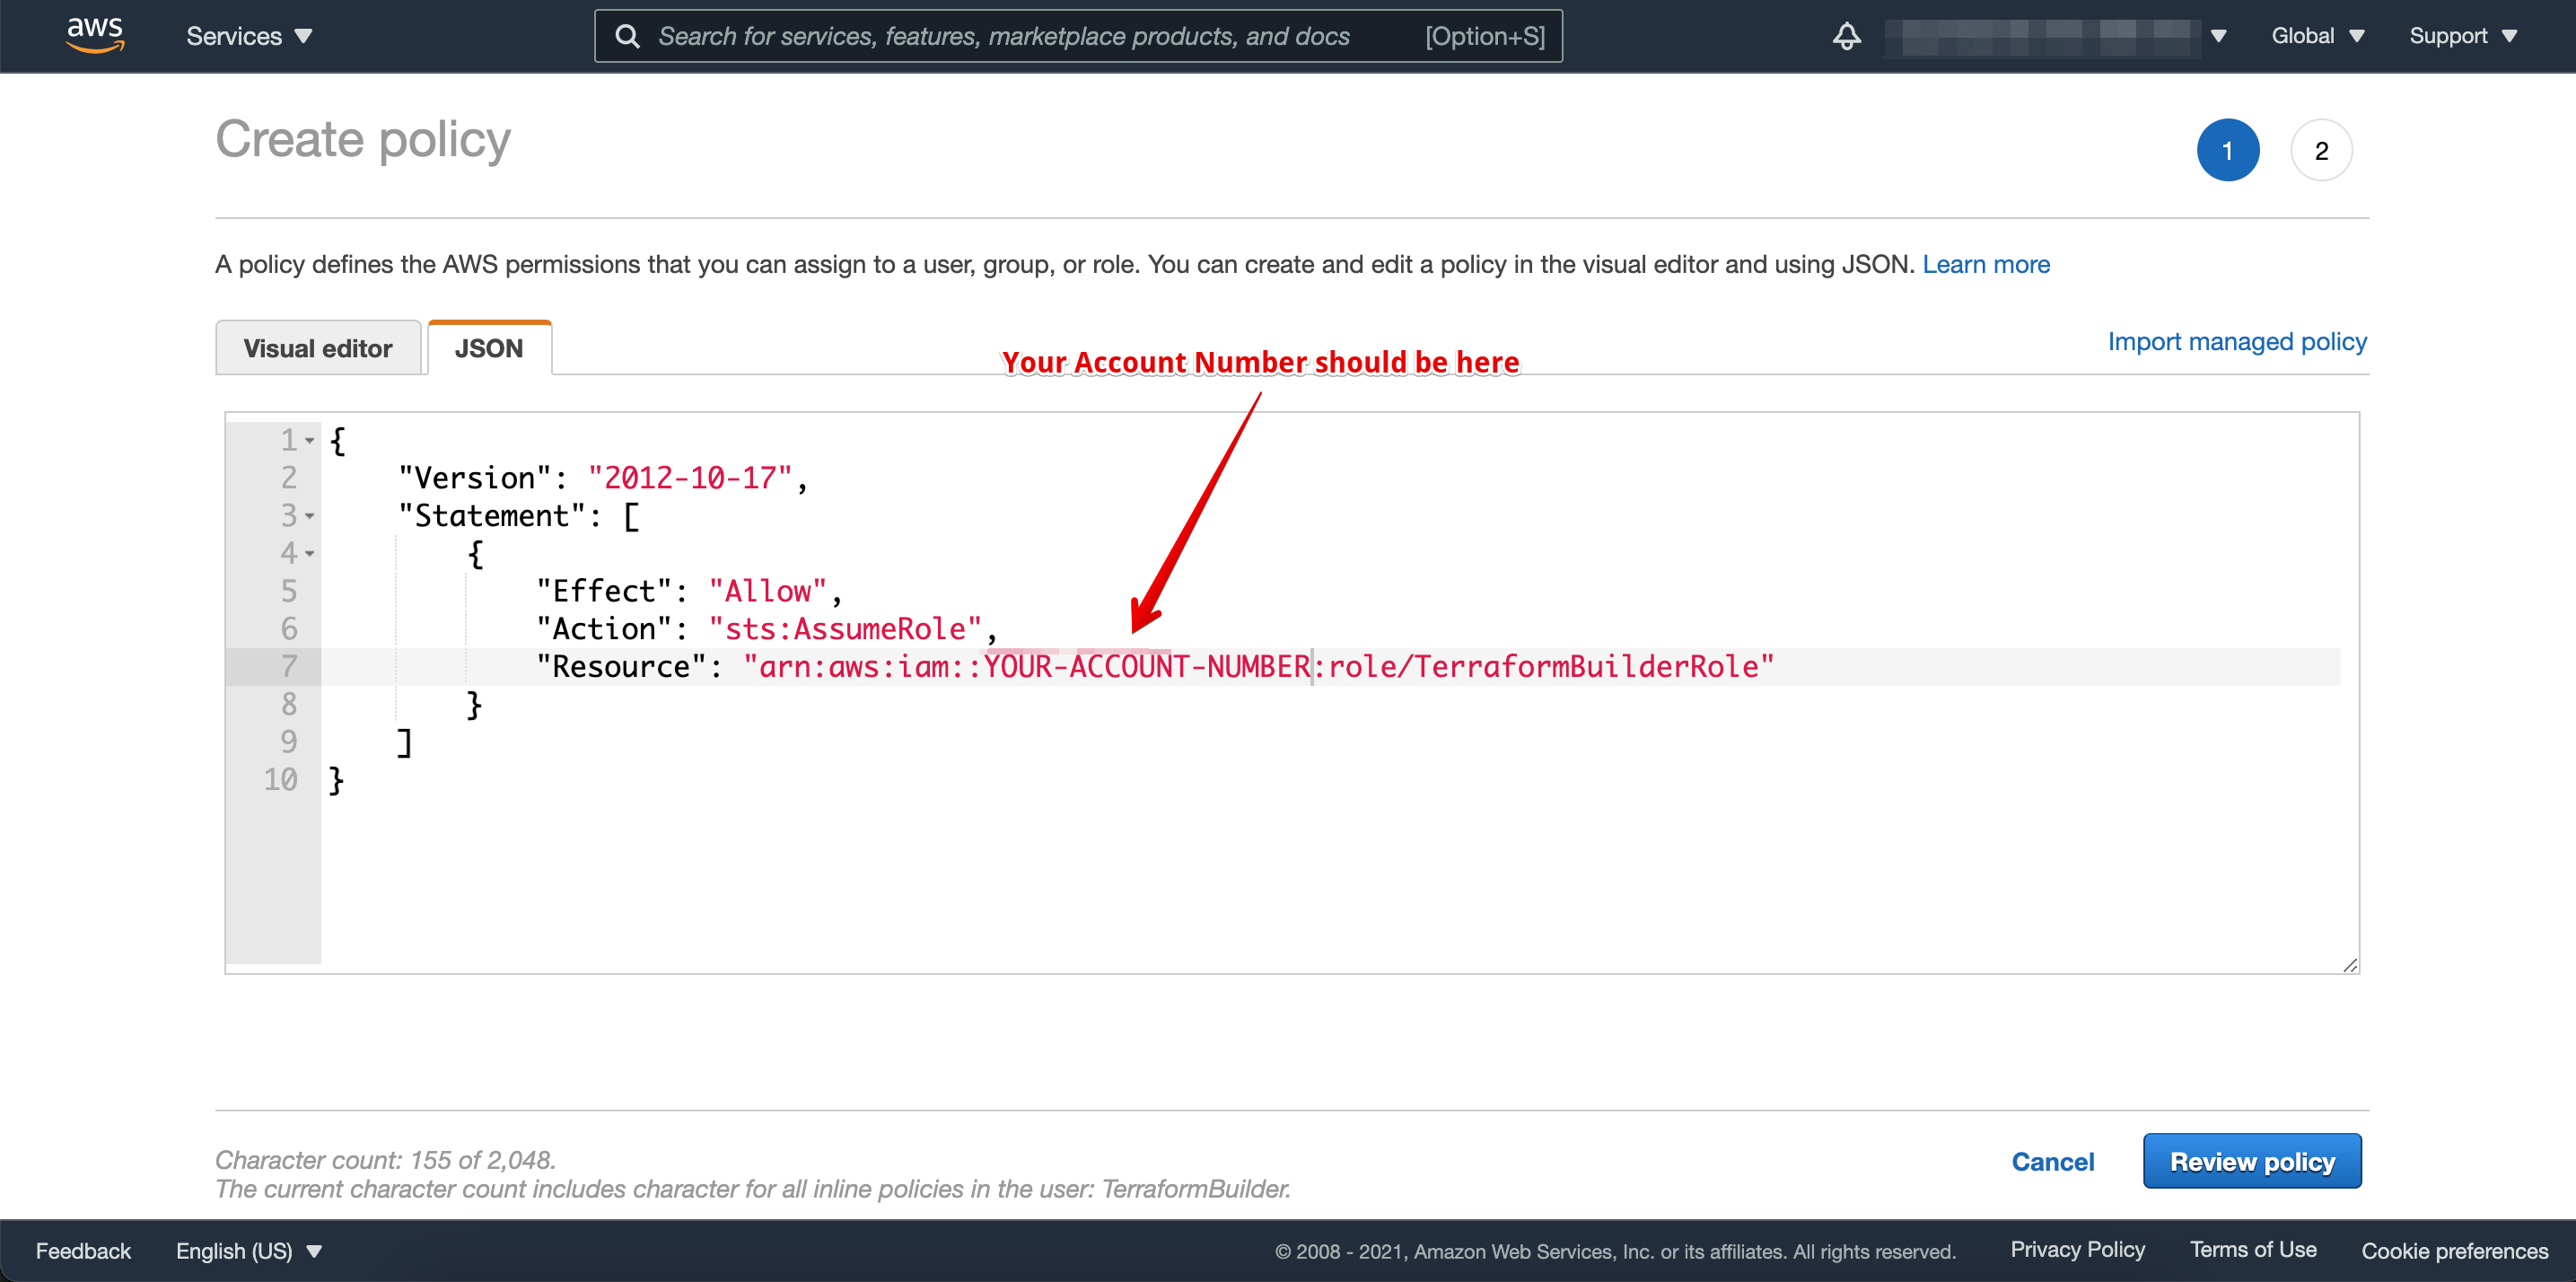 aws Services Search for services, features, marketplace products, and docs [Option+S] Global Support
Create policy
1 2
A policy defines the AWS permissions that you can assign to a user, group, or role. You can create and edit a policy in the visual editor and using JSON. Learn more
Visual editor JSON
Import managed policy
Your Account Number should be here
1 {
2 "Version": "2012-10-17",
3 "Statement": [
4 {
5 "Effect": "Allow",
6 "Action": "sts:AssumeRole",
7 "Resource": "arn:aws:iam::YOUR-ACCOUNT-NUMBER:role/TerraformBuilderRole"
8 }
9 ]
10 }
Character count: 155 of 2,048.
The current character count includes character for all inline policies in the user: TerraformBuilder.
Cancel Review policy
Feedback English (US) © 2008 - 2021, Amazon Web Services, Inc. or its affiliates. All rights reserved. Privacy Policy Terms of Use Cookie preferences